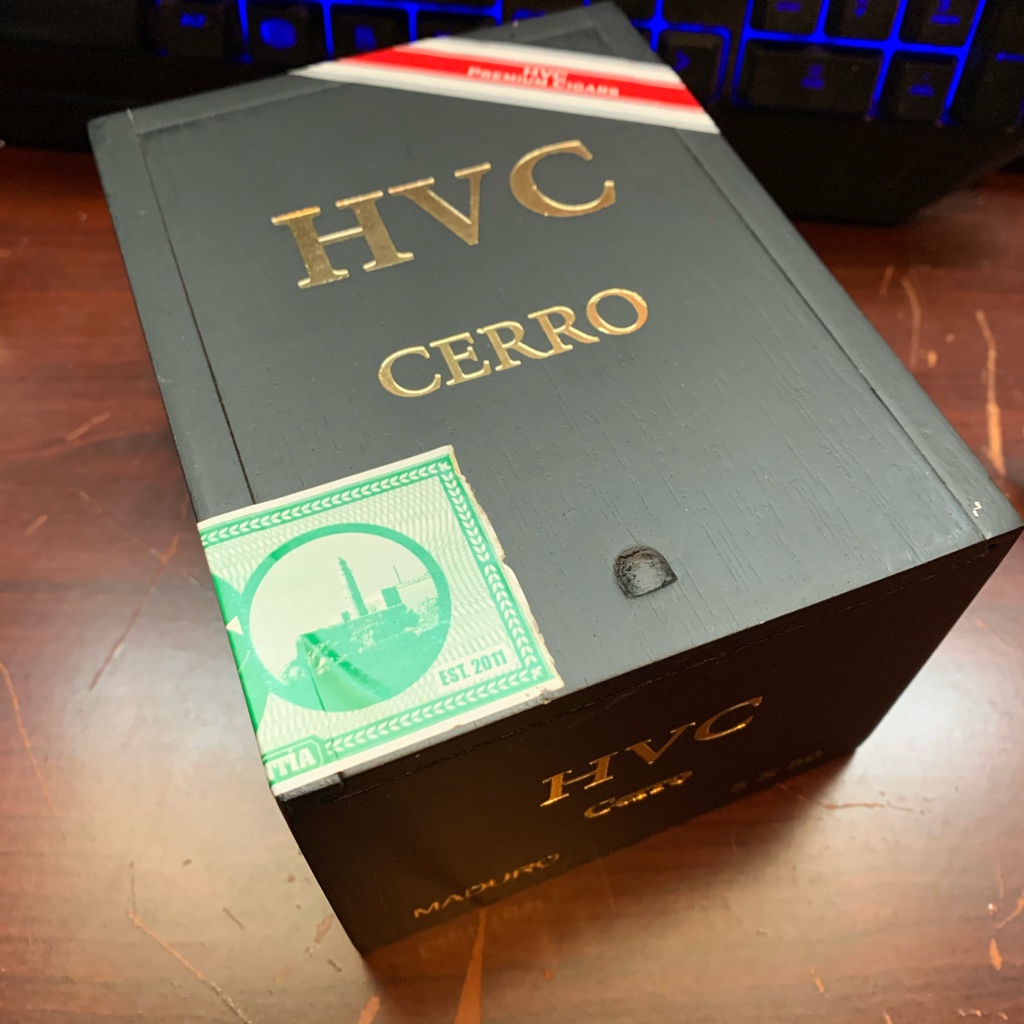 HVC
PREMIUM CIGARS
HVC
CERRO
EST. 2011
HVC
Cerro
MADURO